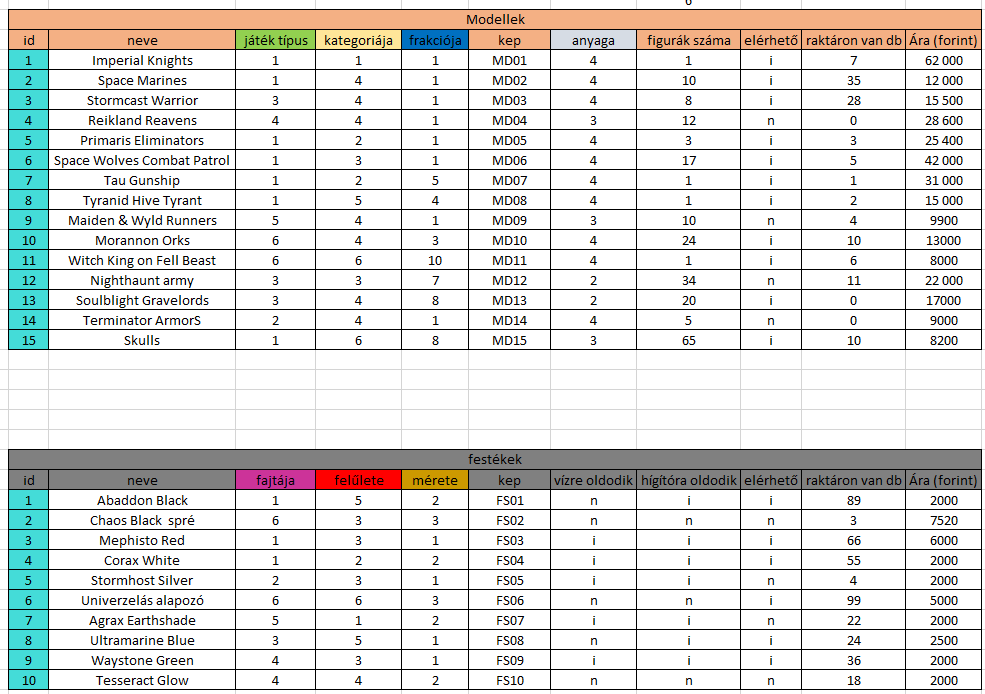 6
Modellek
id neve játék típus kategoriája frakciója kep anyaga figurák száma elérhető raktáron van db Ára (forint)
1 Imperial Knights 1 1 1 MD01 4 1 i 7 62 000
2 Space Marines 1 4 1 MD02 4 10 i 35 12 000
3 Stormcast Warrior 3 4 1 MD03 4 8 i 28 15 500
4 Reikland Reavens 4 4 1 MD04 3 12 n 0 28 600
5 Primaris Eliminators 1 2 1 MD05 4 3 i 3 25 400
6 Space Wolves Combat Patrol 1 3 1 MD06 4 17 i 5 42 000
7 Tau Gunship 1 2 5 MD07 4 1 i 1 31 000
8 Tyranid Hive Tyrant 1 5 4 MD08 4 1 i 2 15 000
9 Maiden & Wyld Runners 5 4 1 MD09 3 10 n 4 9900
10 Morannon Orks 6 4 3 MD10 4 24 i 10 13000
11 Witch King on Fell Beast 6 6 10 MD11 4 1 i 6 8000
12 Nighthaunt army 3 3 7 MD12 2 34 n 11 22 000
13 Soulblight Gravelords 3 4 8 MD13 2 20 i 0 17000
14 Terminator ArmorS 2 4 1 MD14 4 5 n 0 9000
15 Skulls 1 6 8 MD15 3 65 i 10 8200
festékek
id neve fajtája felűlete mérete kep vízre oldodik hígítóra oldodik elérhető raktáron van db Ára (forint)
1 Abaddon Black 1 5 2 FS01 n i i 89 2000
2 Chaos Black spré 6 3 3 FS02 n n n 3 7520
3 Mephisto Red 1 3 1 FS03 i i i 66 6000
4 Corax White 1 2 2 FS04 i i i 55 2000
5 Stormhost Silver 2 3 1 FS05 i i n 4 2000
6 Univerzelás alapozó 6 6 3 FS06 n n i 99 5000
7 Agrax Earthshade 5 1 2 FS07 i i n 22 2000
8 Ultramarine Blue 3 5 1 FS08 n i i 24 2500
9 Waystone Green 4 3 1 FS09 i i i 36 2000
10 Tesseract Glow 4 4 2 FS10 n n n 18 2000